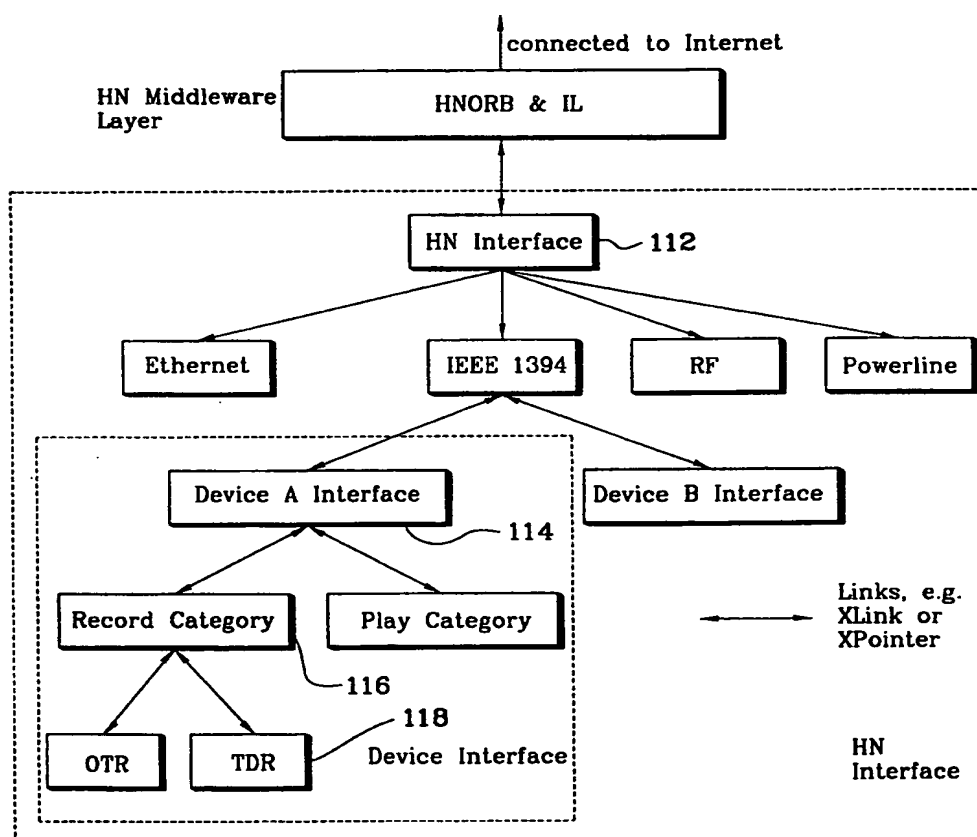 connected to Internet
HN Middleware
Layer
HNORB & IL
HN Interface
112
Ethernet
IEEE 1394
RF
Powerline
Device A Interface
Device B Interface
114
Record Category
Play Category
Links, e.g.
XLink or
XPointer
116
118
OTR
TDR
Device Interface
HN
Interface